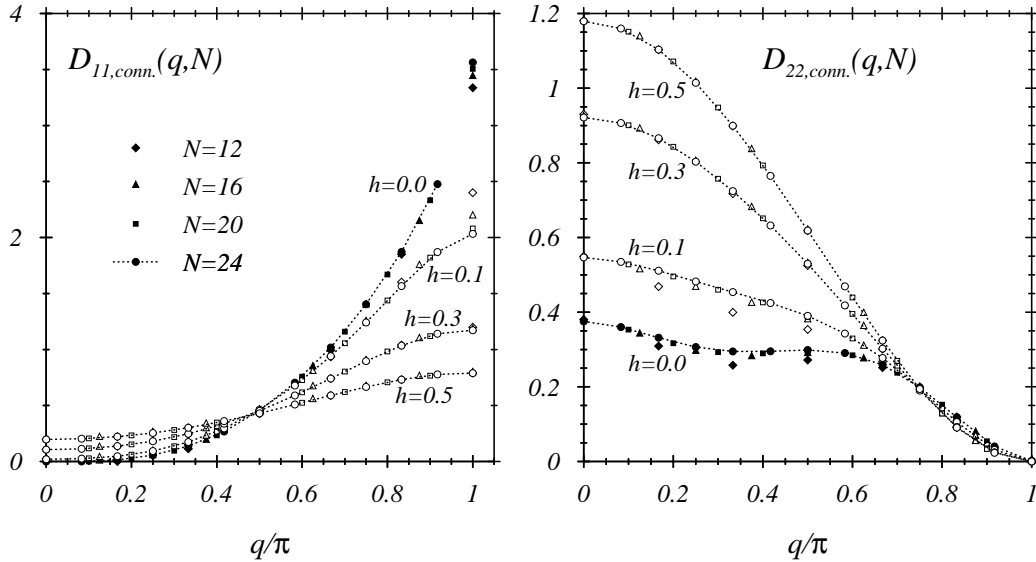 4
2
0
D11,conn.(q,N)
N=12
N=16
N=20
N=24
h=0.0
h=0.1
h=0.3
h=0.5
0 0.2 0.4 0.6 0.8 1
q/π
1.2
1
0.8
0.6
0.4
0.2
0
D22,conn.(q,N)
h=0.5
h=0.3
h=0.1
h=0.0
0 0.2 0.4 0.6 0.8 1
q/π